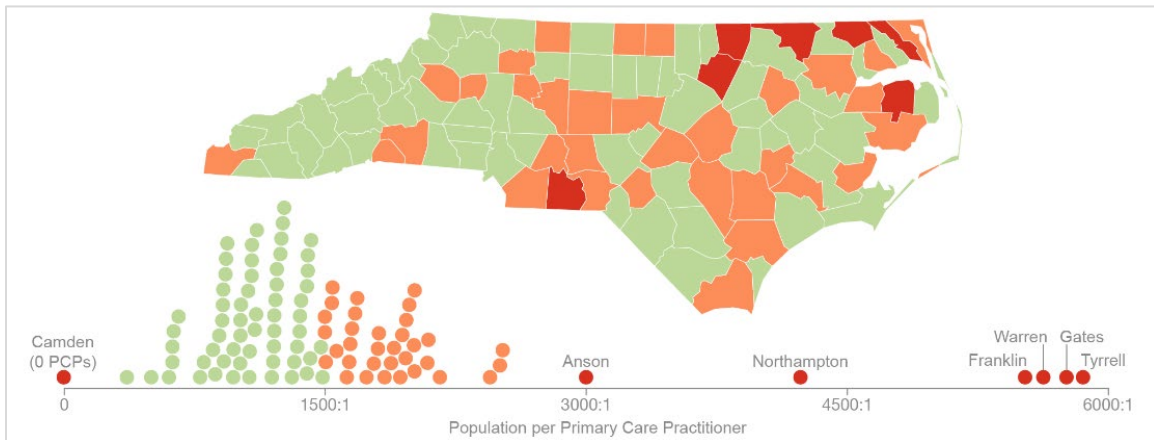 Camden
(0 PCPs)
Anson
Northampton
Warren
Gates
Franklin
Tyrrell
0
1500:1
3000:1
4500:1
6000:1
Population per Primary Care Practitioner